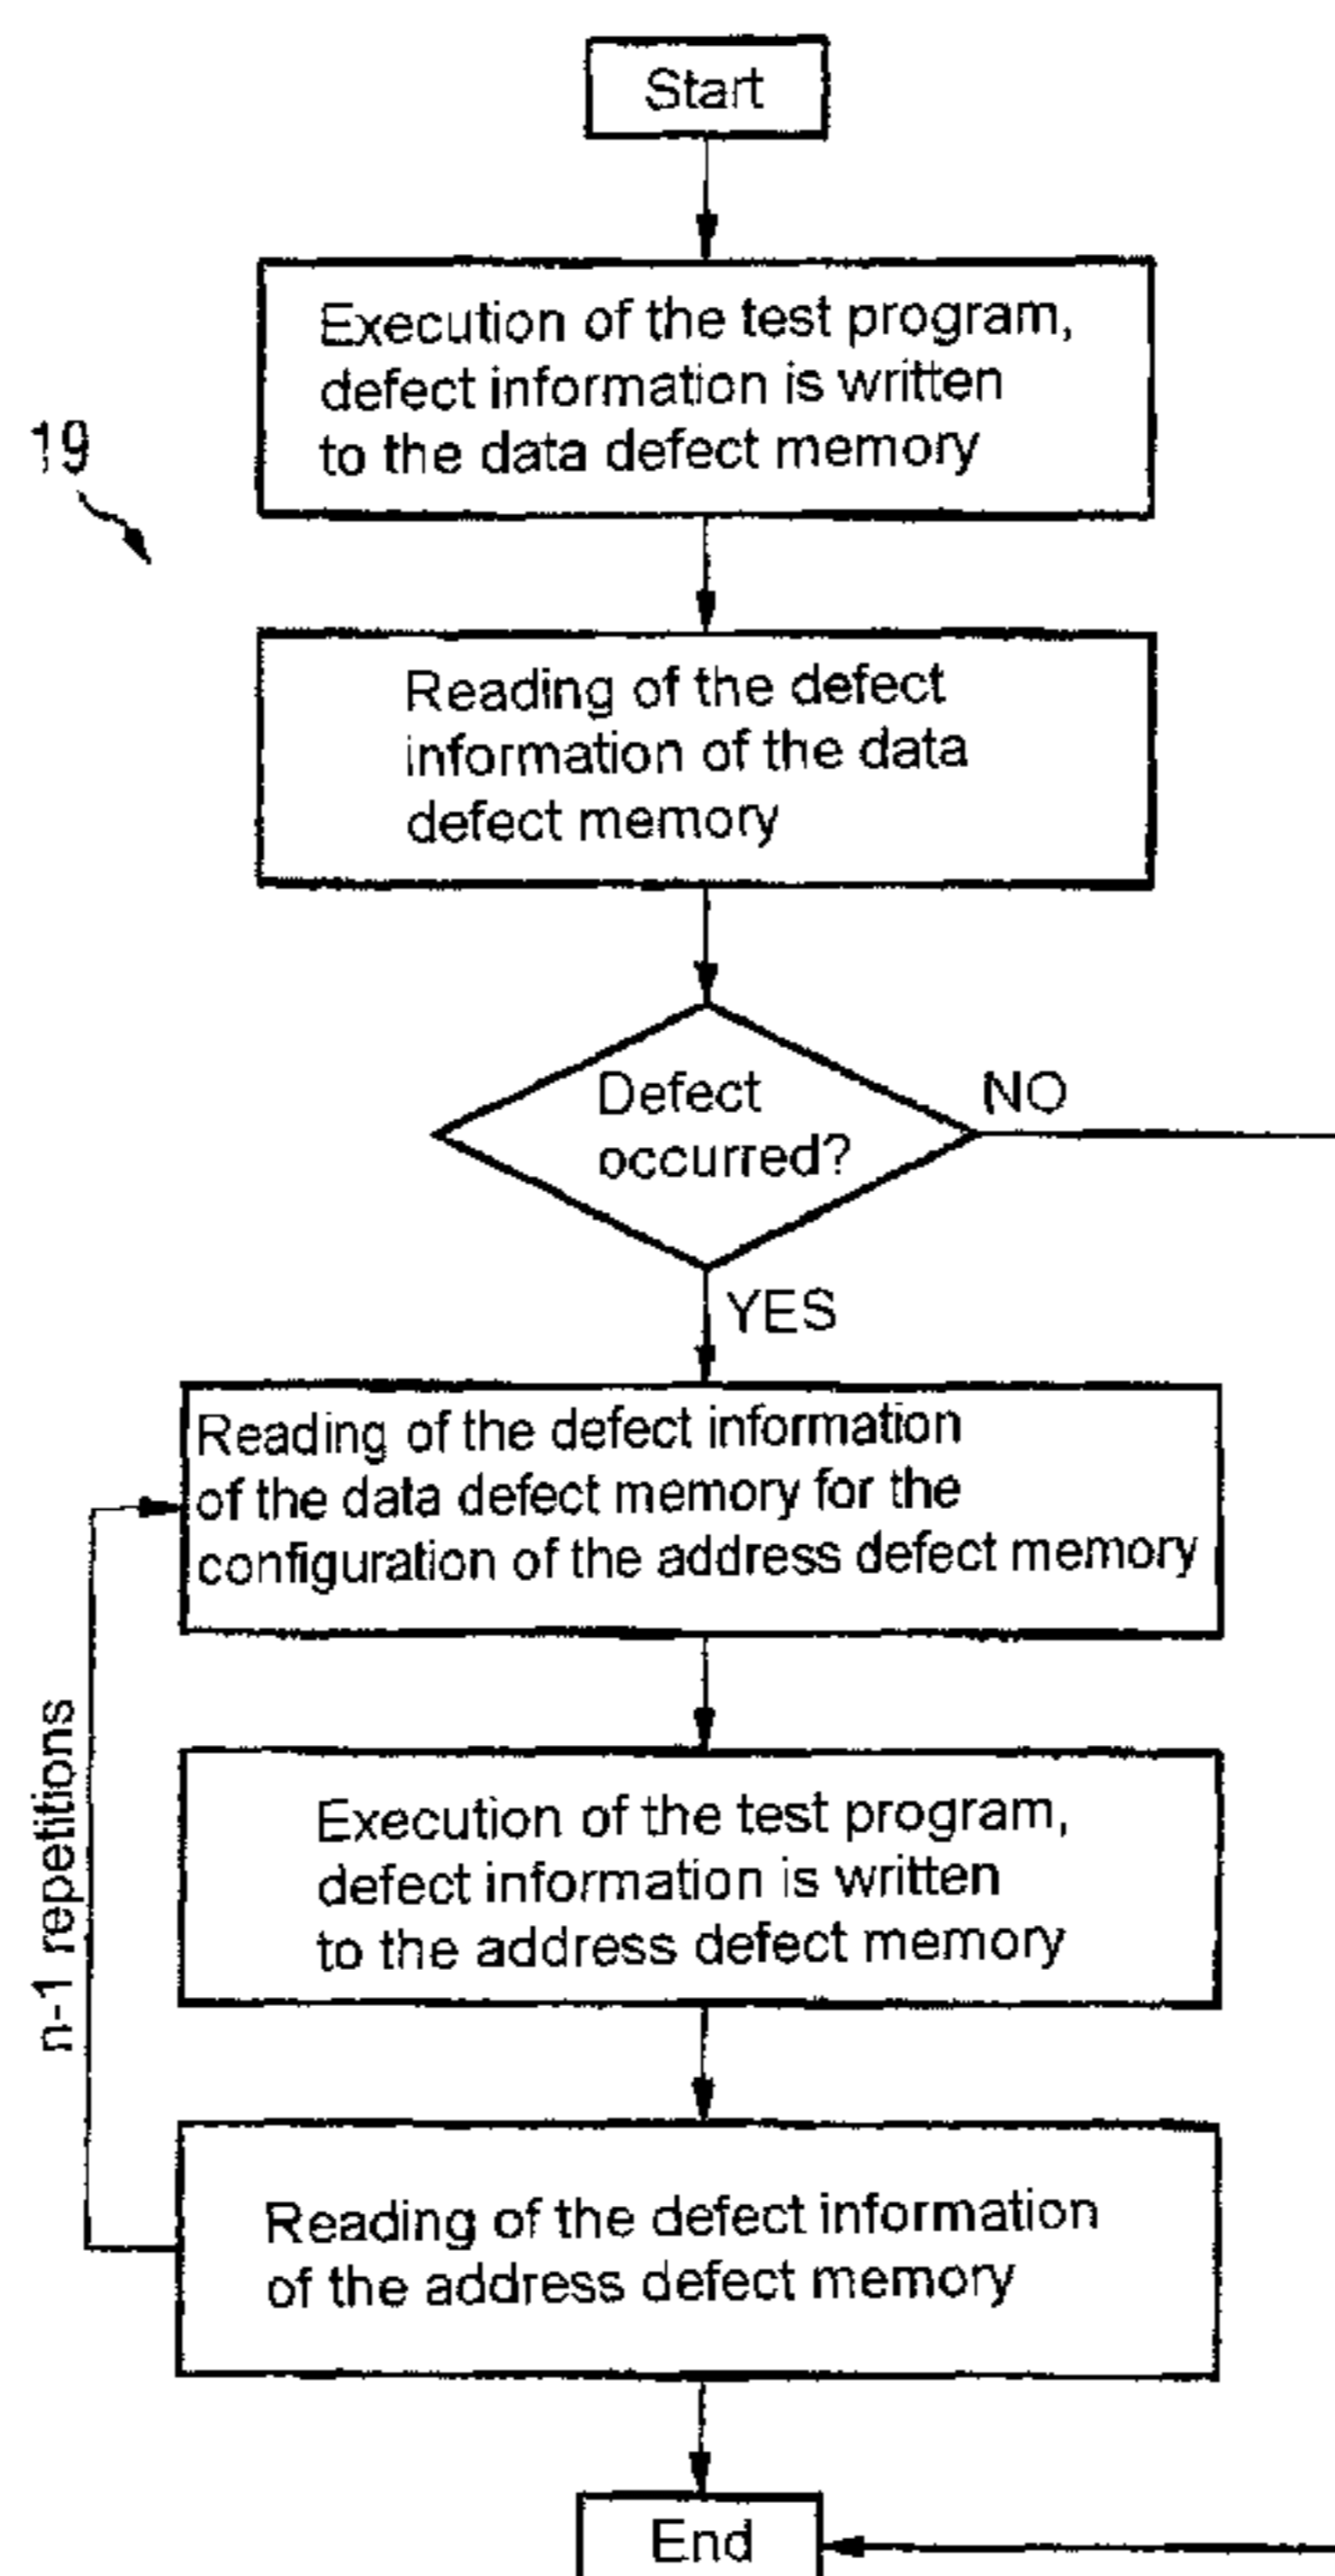 Start
Execution of the test program,
defect information is written
to the data defect memory
19
Reading of the defect
information of the data
defect memory
Defect
occurred?
NO
YES
Reading of the defect information
of the data defect memory for the
configuration of the address defect memory
n-1 repetitions
Execution of the test program,
defect information is written
to the address defect memory
Reading of the defect information
of the address defect memory
End